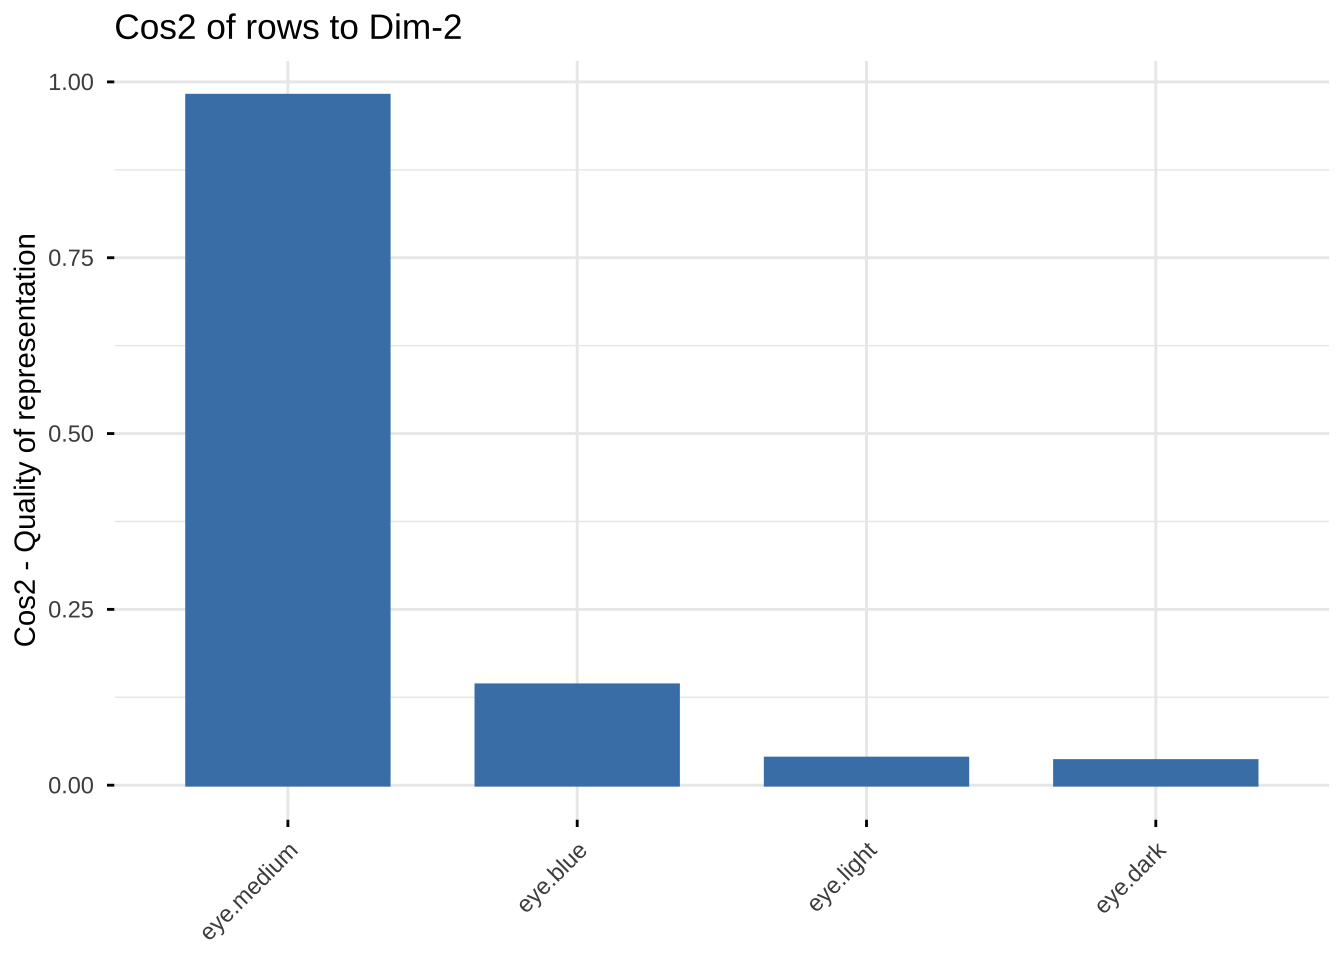 Cos2 of rows to Dim-2
Cos2 - Quality of representation
1.00
0.75
0.50
0.25
0.00
eye.medium
eye.blue
eye.light
eye.dark